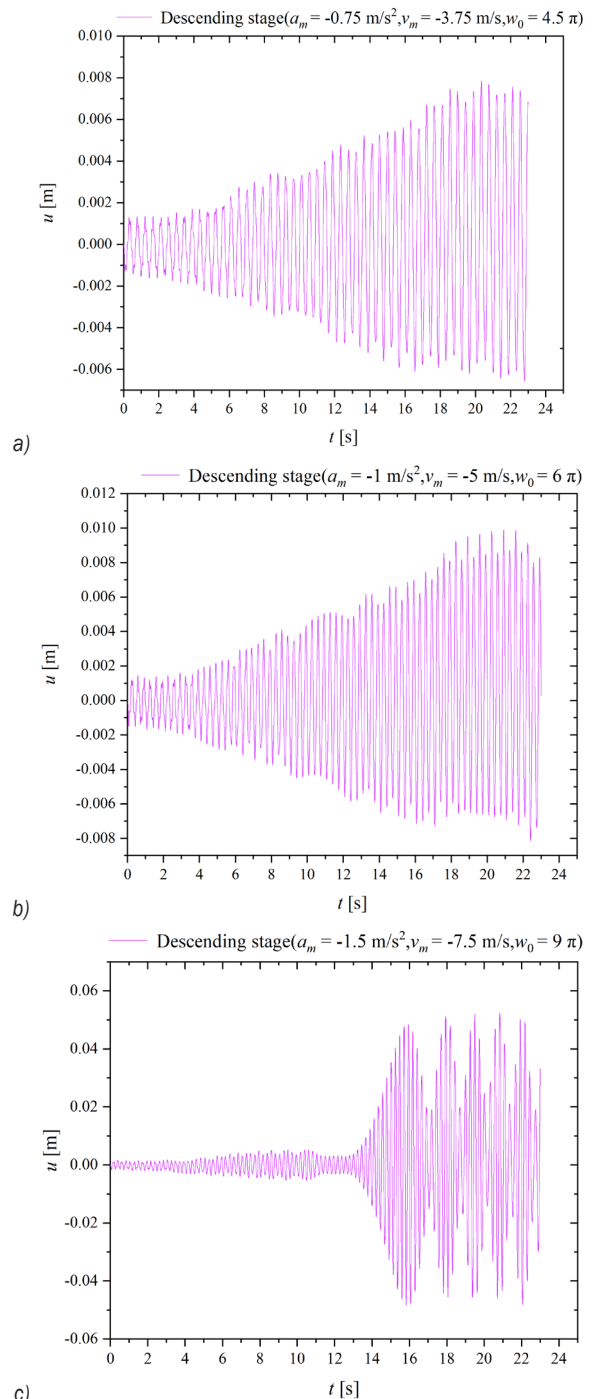 Descending stage(a_m = -0.75 m/s²,v_m = -3.75 m/s,w_0 = 4.5 π)
0.010
0.008
0.006
0.004
0.002
0.000
-0.002
-0.004
-0.006
u [m]
0 2 4 6 8 10 12 14 16 18 20 22 24
t [s]
a)
Descending stage(a_m = -1 m/s²,v_m = -5 m/s,w_0 = 6 π)
0.012
0.010
0.008
0.006
0.004
0.002
0.000
-0.002
-0.004
-0.006
-0.008
u [m]
0 2 4 6 8 10 12 14 16 18 20 22 24
t [s]
b)
Descending stage(a_m = -1.5 m/s²,v_m = -7.5 m/s,w_0 = 9 π)
0.06
0.04
0.02
0.00
-0.02
-0.04
-0.06
u [m]
0 2 4 6 8 10 12 14 16 18 20 22 24
t [s]
c)